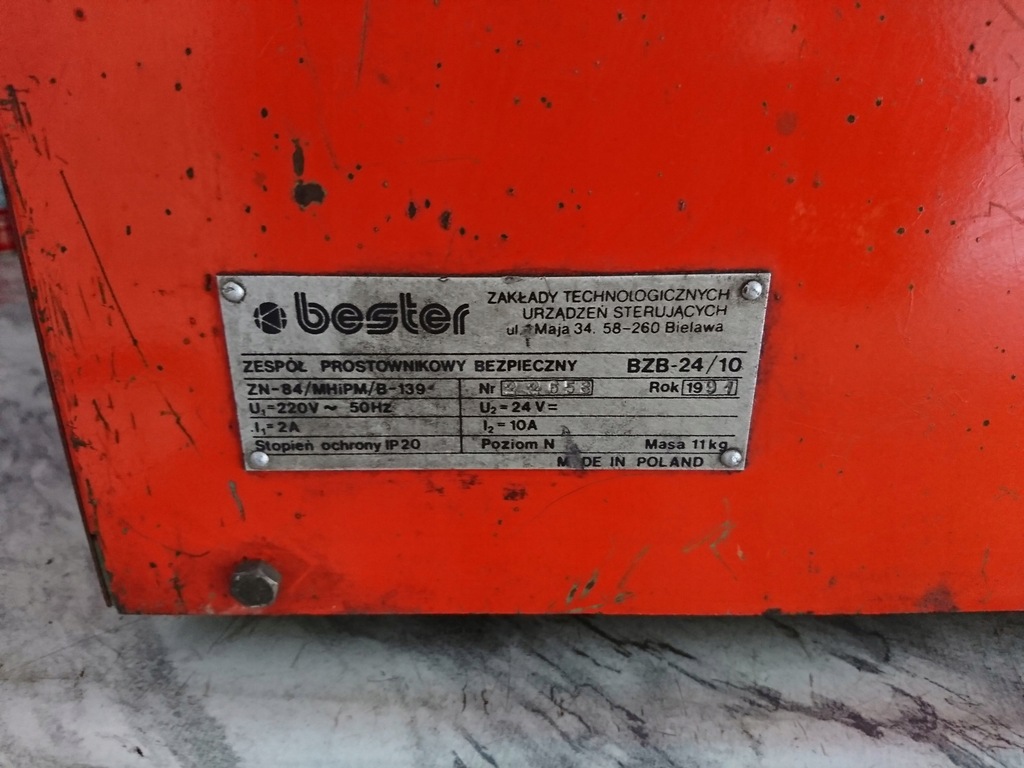 bester
ZAKŁADY TECHNOLOGICZNYCH
URZĄDZEŃ STERUJĄCYCH
ul. Maja 34. 58-260 Bielawa
ZESPÓŁ PROSTOWNIKOWY BEZPIECZNY BZB-24/10
ZN-84/MHiPM/B-139 Nr Rok 1991
U₁=220V ~ 50Hz U₂=24V=
I₁=2A I₂=10A
Stopień ochrony IP20 Poziom N Masa 11kg
MADE IN POLAND